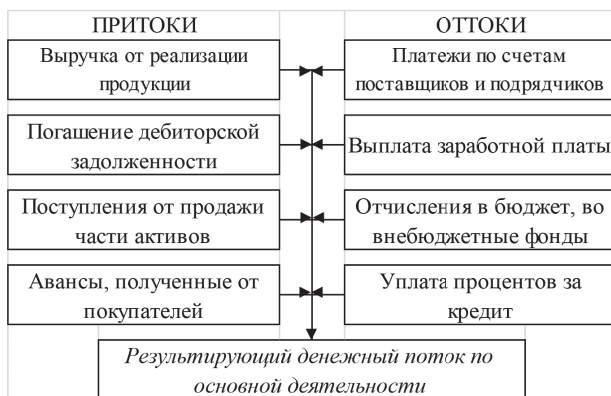 ПРИТОКИ
ОТТОКИ
Выручка от реализации
продукции
Платежи по счетам
поставщиков и подрядчиков
Погашение дебиторской
задолженности
Выплата заработной платы
Поступления от продажи
части активов
Отчисления в бюджет, во
внебюджетные фонды
Авансы, полученные от
покупателей
Уплата процентов за
кредит
Результирующий денежный поток по
основной деятельности